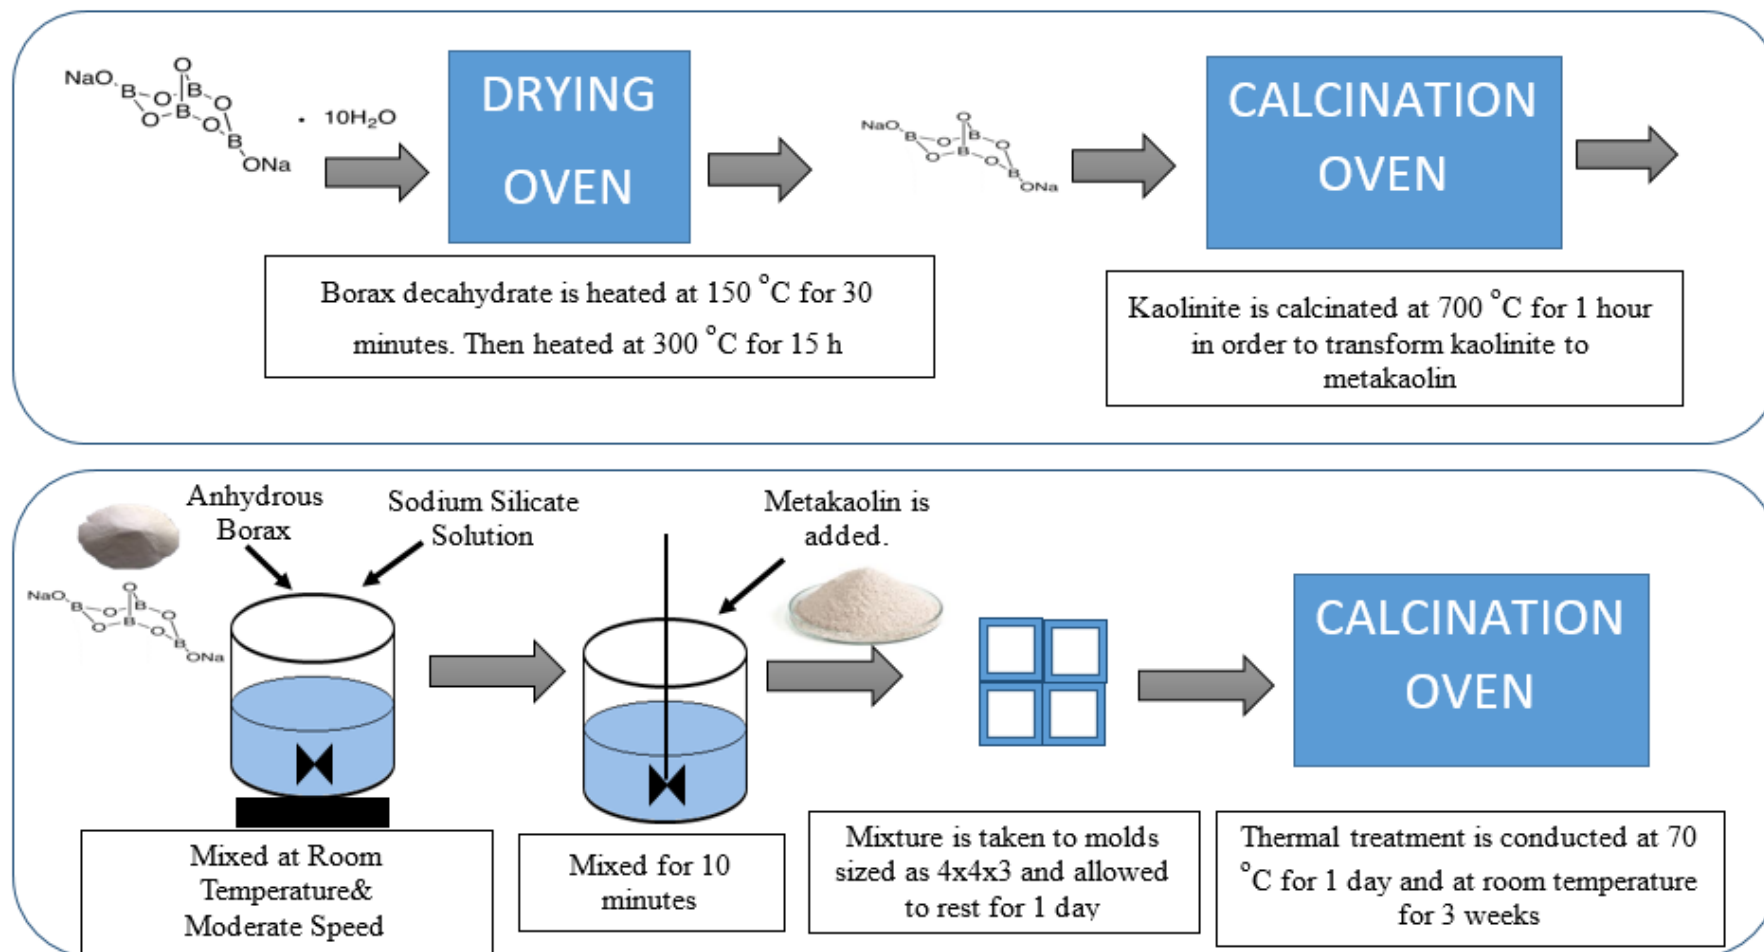 NaO
B
O
O
B
B
O
O
O
B
ONa
· 10H₂O
DRYING
OVEN
NaO
B
O
O
B
B
O
O
O
B
ONa
CALCINATION
OVEN
Borax decahydrate is heated at 150 °C for 30
minutes. Then heated at 300 °C for 15 h
Kaolinite is calcinated at 700 °C for 1 hour
in order to transform kaolinite to
metakaolin
Anhydrous
Borax
Sodium Silicate
Solution
Metakaolin is
added.
NaO
B
O
O
B
B
O
O
O
B
ONa
CALCINATION
OVEN
Mixed at Room
Temperature&
Moderate Speed
Mixed for 10
minutes
Mixture is taken to molds
sized as 4x4x3 and allowed
to rest for 1 day
Thermal treatment is conducted at 70
°C for 1 day and at room temperature
for 3 weeks